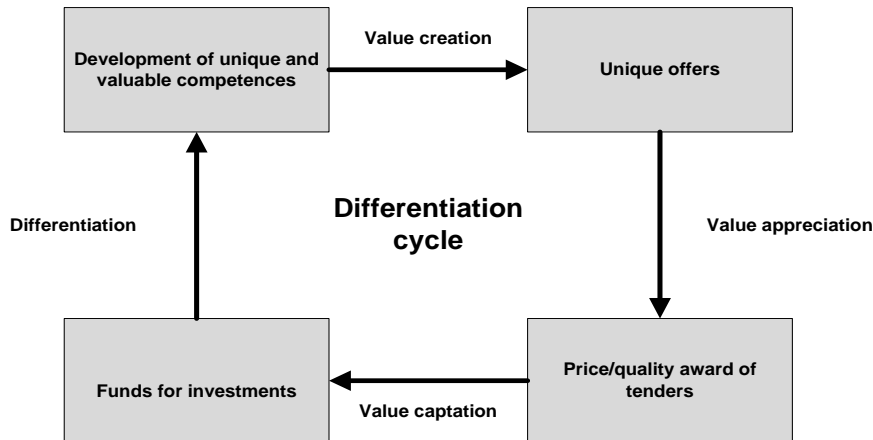 Development of unique and
valuable competences
Value creation
Unique offers
Differentiation
Differentiation
cycle
Value appreciation
Funds for investments
Value captation
Price/quality award of
tenders